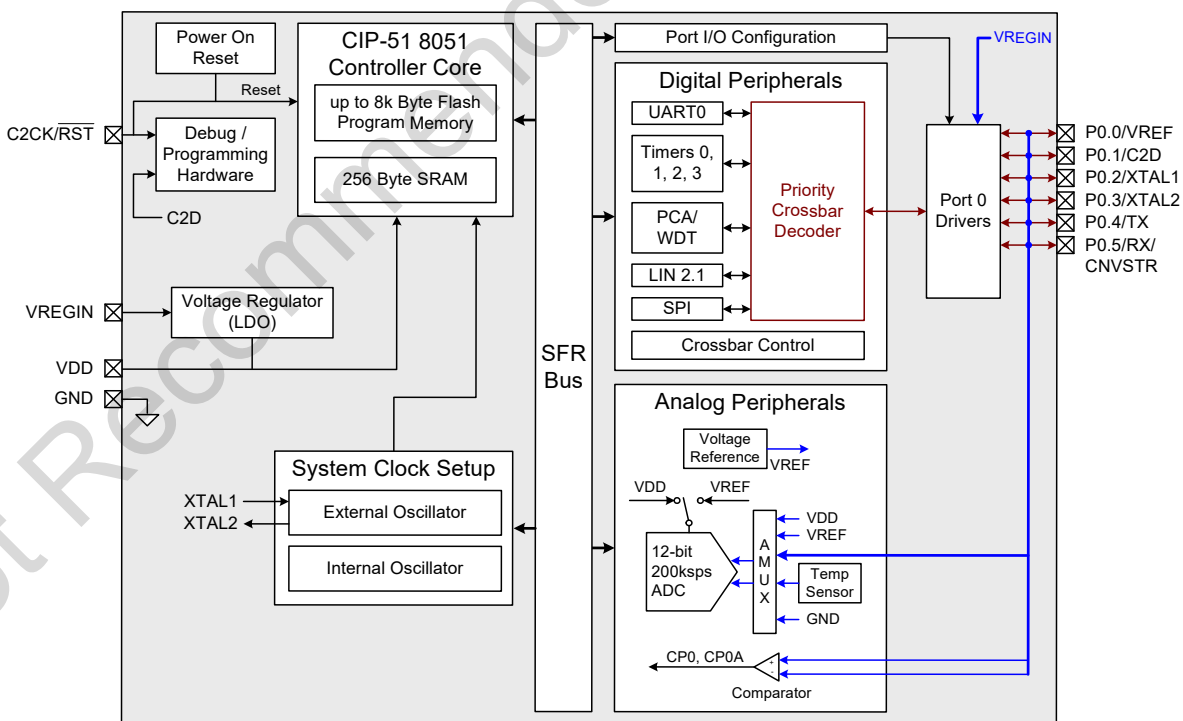 Not Recommende
Power On
Reset
Reset
C2CK/RST
Debug /
Programming
Hardware
C2D
CIP-51 8051
Controller Core
up to 8k Byte Flash
Program Memory
256 Byte SRAM
VREGIN
Voltage Regulator
(LDO)
VDD
GND
System Clock Setup
XTAL1
XTAL2
External Oscillator
Internal Oscillator
SFR
Bus
Port I/O Configuration
Digital Peripherals
UART0
Timers 0,
1, 2, 3
PCA/
WDT
LIN 2.1
SPI
Priority
Crossbar
Decoder
Crossbar Control
VREGIN
Port 0
Drivers
P0.0/VREF
P0.1/C2D
P0.2/XTAL1
P0.3/XTAL2
P0.4/TX
P0.5/RX/
CNVSTR
Analog Peripherals
Voltage
Reference
VREF
VDD
VREF
12-bit
200ksps
ADC
A
M
U
X
VDD
VREF
Temp
Sensor
GND
CP0, CP0A
+
-
Comparator